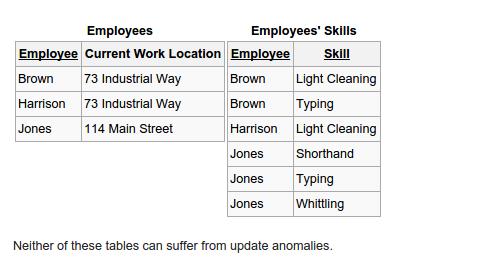 Employees
Employees' Skills
Employee Current Work Location Employee Skill
Brown 73 Industrial Way Brown Light Cleaning
Harrison 73 Industrial Way Brown Typing
Jones 114 Main Street Harrison Light Cleaning
Jones Shorthand
Jones Typing
Jones Whittling
Neither of these tables can suffer from update anomalies.